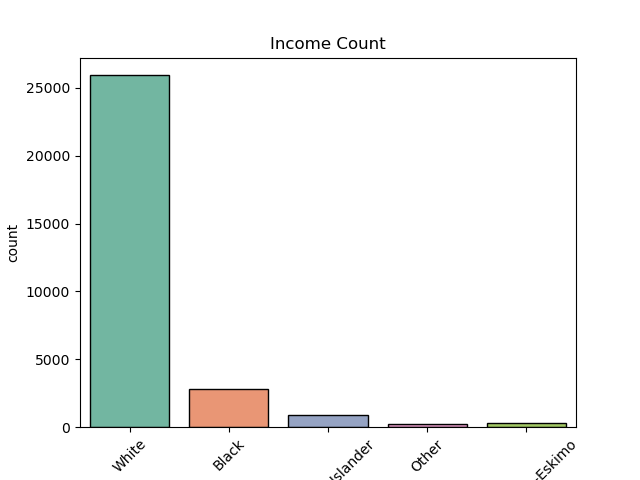 Income Count
count
25000
20000
15000
10000
5000
0
White
Black
Islander
Other
-Eskimo